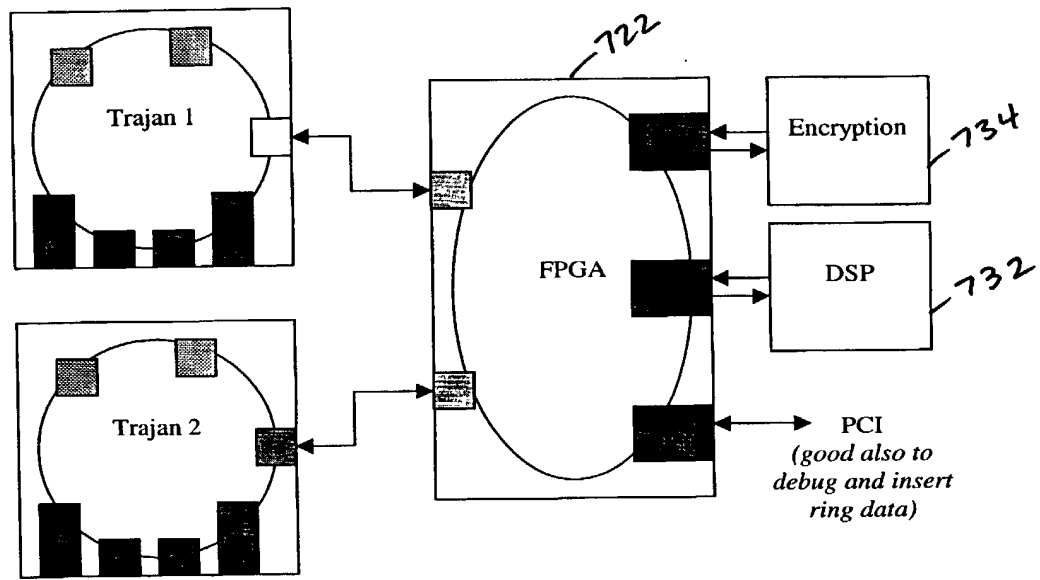 722
Trajan 1
Encryption
734
FPGA
DSP
732
Trajan 2
PCI
(good also to
debug and insert
ring data)